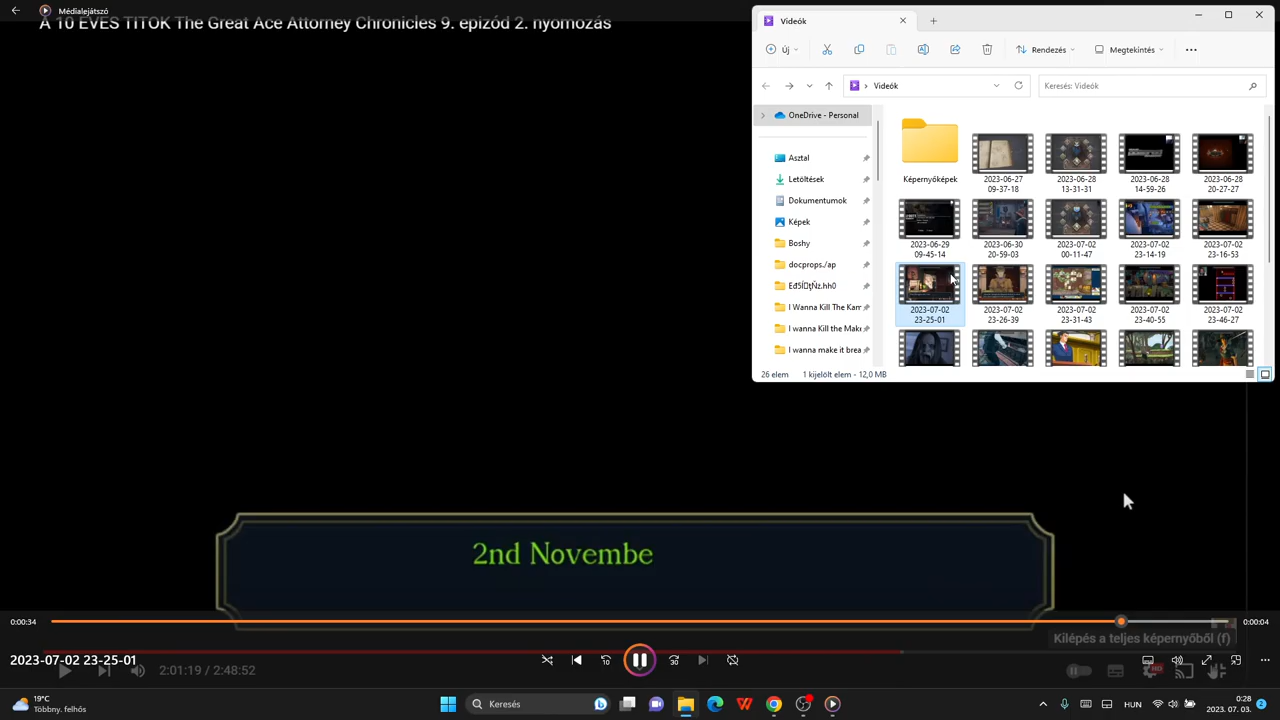 Médialejátszó
A 10 ÉVES TITOK The Great Ace Attorney Chronicles 9. epizód 2. nyomozás
Videók
Új
Rendezés
Megtekintés
Videók
Keresés: Videók
OneDrive - Personal
Asztal
Letöltések
Dokumentumok
Képek
Boshy
docprops./ap
I Wanna Kill The Kam
I wanna Kill the Make
I wanna make it brea
Képernyőképek
2023-06-27
09-37-18
2023-06-28
13-31-31
2023-06-28
14-59-26
2023-06-28
20-27-27
2023-06-29
09-45-14
2023-06-30
20-59-03
2023-07-02
00-11-47
2023-07-02
23-14-19
2023-07-02
23-16-53
2023-07-02
23-25-01
2023-07-02
23-26-39
2023-07-02
23-31-43
2023-07-02
23-40-55
2023-07-02
23-46-27
26 elem
1 kijelölt elem - 12,0 MB
2nd Novembe
0:00:34
0:00:04
Kilépés a teljes képernyőből (f)
2023-07-02 23-25-01
2:01:19 / 2:48:52
10
30
HD
19°C
Többny. felhős
Keresés
HUN
0:28
2023. 07. 03.
2